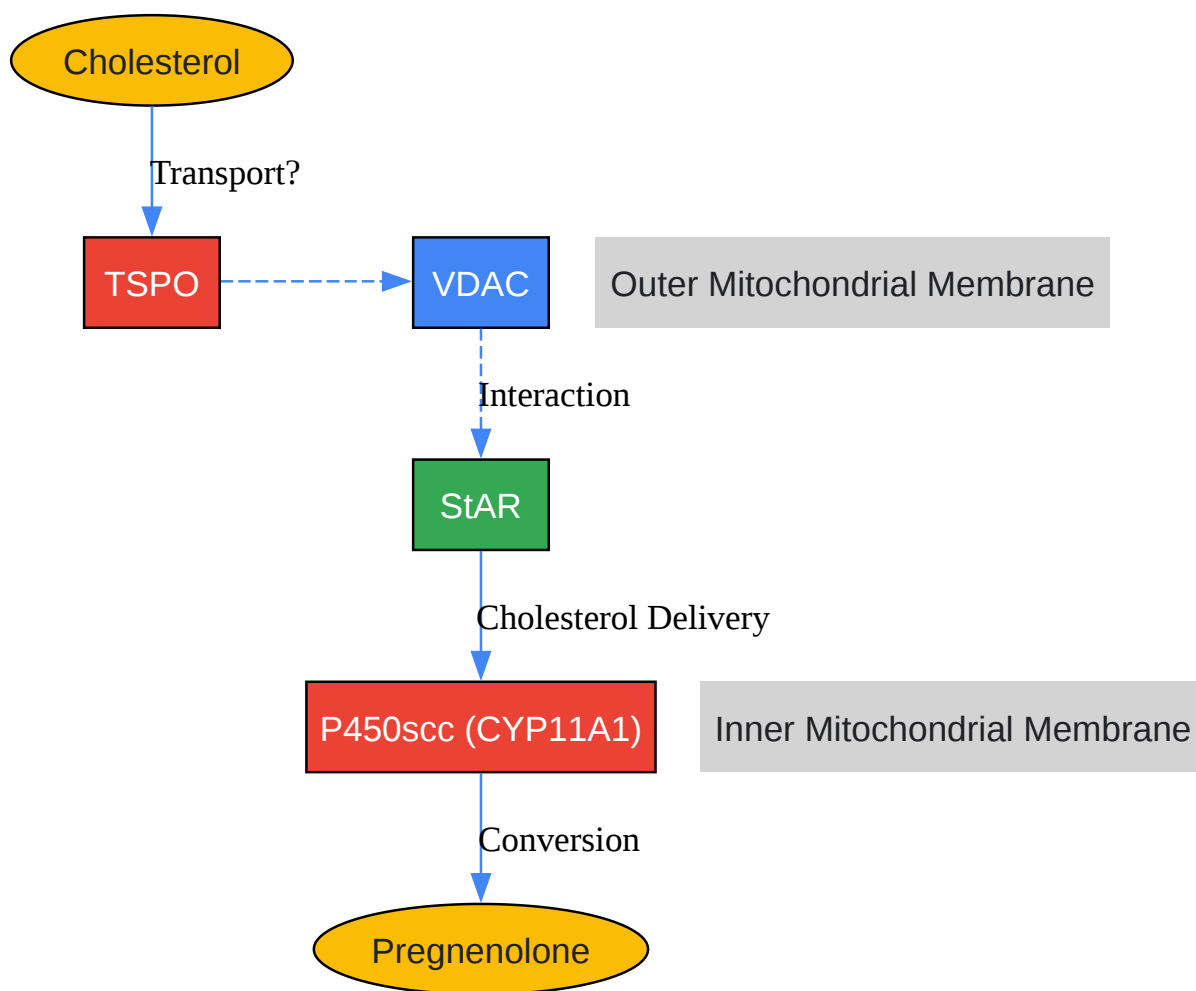 Cholesterol
Transport?
TSPO
VDAC
Outer Mitochondrial Membrane
Interaction
StAR
Cholesterol Delivery
P450scc (CYP11A1)
Inner Mitochondrial Membrane
Conversion
Pregnenolone